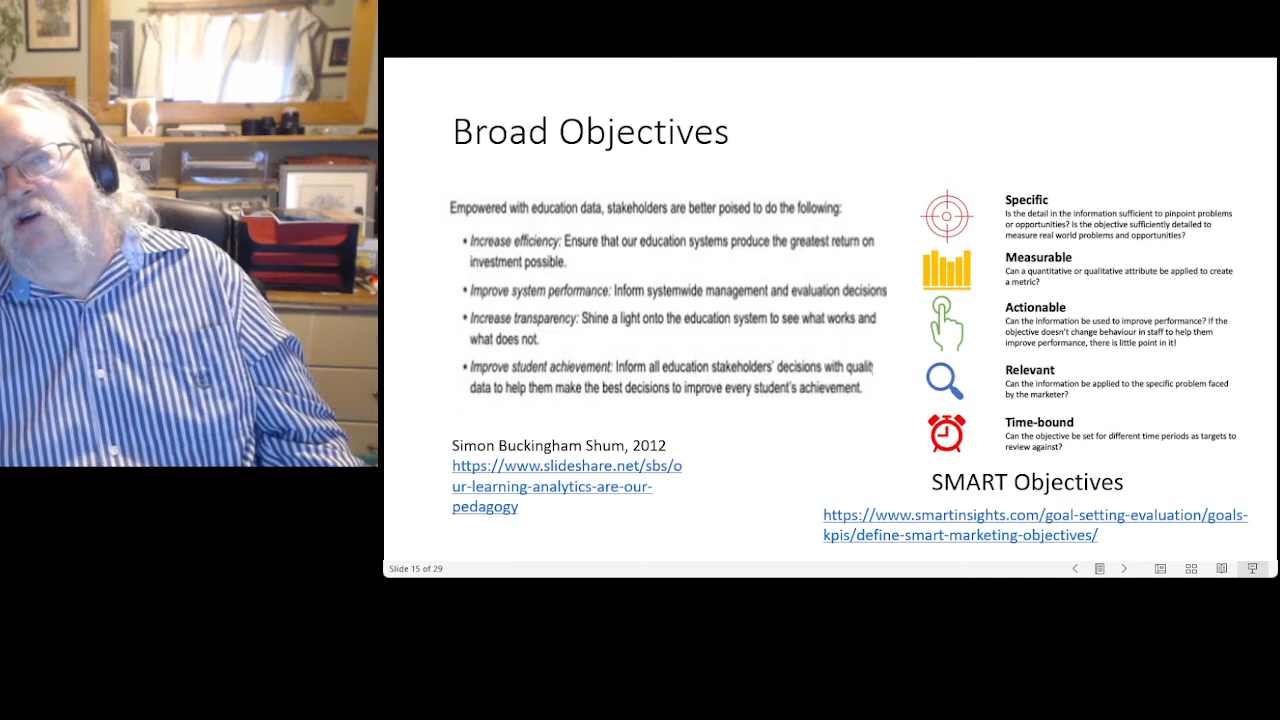 Broad Objectives
Empowered with education data, stakeholders are better poised to do the following:
• Increase efficiency: Ensure that our education systems produce the greatest return on
investment possible.
• Improve system performance: Inform systemwide management and evaluation decisions
• Increase transparency: Shine a light onto the education system to see what works and
what does not.
• Improve student achievement: Inform all education stakeholders' decisions with quality
data to help them make the best decisions to improve every student's achievement.
Simon Buckingham Shum, 2012
https://www.slideshare.net/sbs/o
ur-learning-analytics-are-our-
pedagogy
Specific
Is the detail in the information sufficient to pinpoint problems
or opportunities? Is the objective sufficiently detailed to
measure real world problems and opportunities?
Measurable
Can a quantitative or qualitative attribute be applied to create
a metric?
Actionable
Can the information be used to improve performance? If the
objective doesn't change behaviour in staff to help them
improve performance, there is little point in it!
Relevant
Can the information be applied to the specific problem faced
by the marketer?
Time-bound
Can the objective be set for different time periods as targets to
review against?
SMART Objectives
https://www.smartinsights.com/goal-setting-evaluation/goals-
kpis/define-smart-marketing-objectives/
Slide 15 of 29